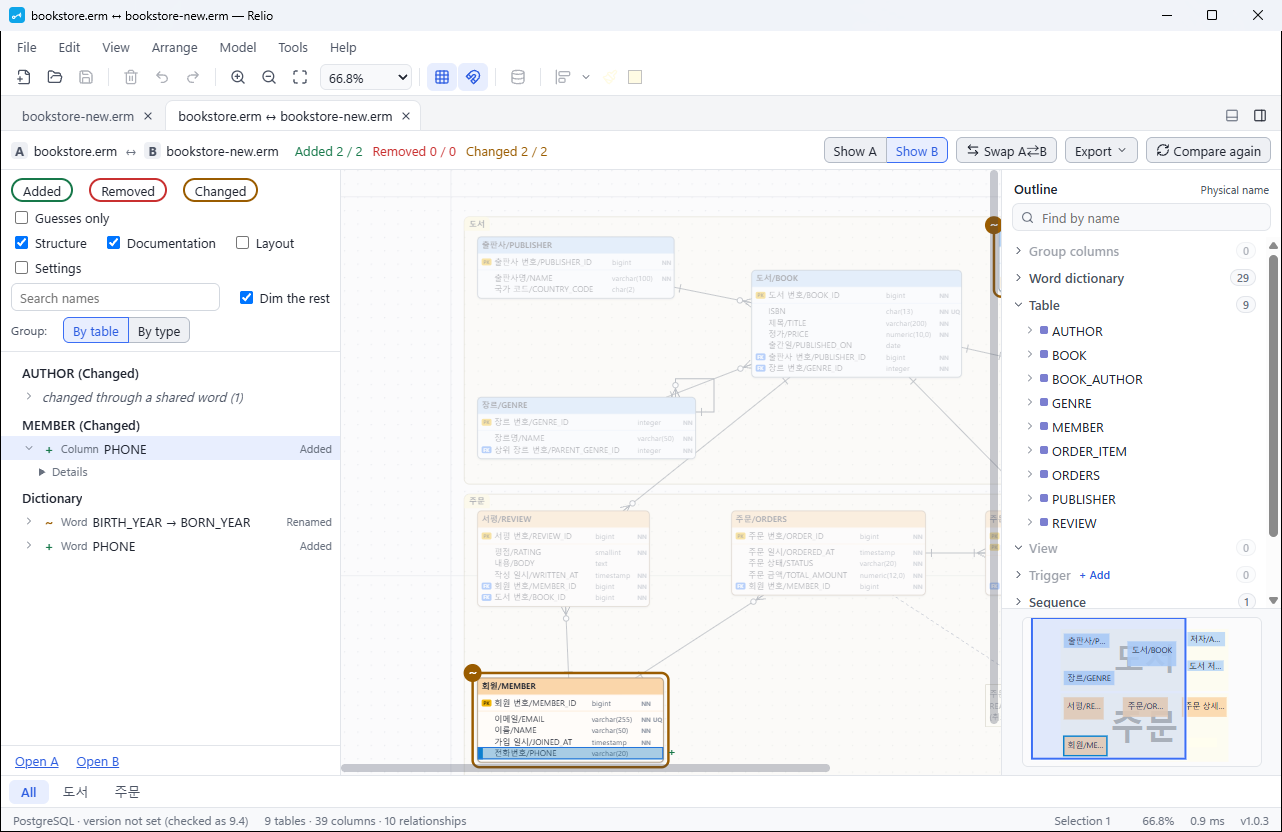 bookstore.erm ↔ bookstore-new.erm — Relio
File Edit View Arrange Model Tools Help
66.8%
bookstore-new.erm × bookstore.erm ↔ bookstore-new.erm ×
A bookstore.erm ↔ B bookstore-new.erm Added 2 / 2 Removed 0 / 0 Changed 2 / 2 Show A Show B Swap A⇄B Export Compare again
Added Removed Changed
Guesses only
Structure Documentation Layout
Settings
Search names Dim the rest
Group: By table By type
AUTHOR (Changed)
changed through a shared word (1)
MEMBER (Changed)
+ Column PHONE Added
Details
Dictionary
~ Word BIRTH_YEAR → BORN_YEAR Renamed
+ Word PHONE Added
Open A Open B
도서
출판사/PUBLISHER
PK 출판사 번호/PUBLISHER_ID bigint NN
출판사명/NAME varchar(100) NN
국가 코드/COUNTRY_CODE char(2)
도서/BOOK
PK 도서 번호/BOOK_ID bigint NN
ISBN char(13) NN UQ
제목/TITLE varchar(200) NN
정가/PRICE numeric(10,0) NN
출간일/PUBLISHED_ON date
FK 출판사 번호/PUBLISHER_ID bigint NN
FK 장르 번호/GENRE_ID integer NN
장르/GENRE
PK 장르 번호/GENRE_ID integer NN
장르명/NAME varchar(50) NN
FK 상위 장르 번호/PARENT_GENRE_ID integer NN
주문
서평/REVIEW
PK 서평 번호/REVIEW_ID bigint NN
평점/RATING smallint NN
내용/BODY text
작성 일시/WRITTEN_AT timestamp NN
FK 회원 번호/MEMBER_ID bigint NN
FK 도서 번호/BOOK_ID bigint NN
주문/ORDERS
PK 주문 번호/ORDER_ID bigint NN
주문 일시/ORDERED_AT timestamp NN
주문 상태/STATUS varchar(20) NN
주문 금액/TOTAL_AMOUNT numeric(12,0) NN
FK 회원 번호/MEMBER_ID bigint NN
~
회원/MEMBER
PK 회원 번호/MEMBER_ID bigint NN
이메일/EMAIL varchar(255) NN UQ
이름/NAME varchar(50) NN
가입 일시/JOINED_AT timestamp NN
전화번호/PHONE varchar(20) +
~
Outline Physical name
Find by name
Group columns 0
Word dictionary 29
Table 9
AUTHOR
BOOK
BOOK_AUTHOR
GENRE
MEMBER
ORDER_ITEM
ORDERS
PUBLISHER
REVIEW
View 0
Trigger + Add 0
Sequence 1
도서
출판사/P...
도서/BOOK
저자/A...
도서 저...
장르/GENRE
주문
서평/RE...
주문/OR...
주문 상세...
회원/ME...
All 도서 주문
PostgreSQL · version not set (checked as 9.4) 9 tables · 39 columns · 10 relationships Selection 1 66.8% 0.9 ms v1.0.3